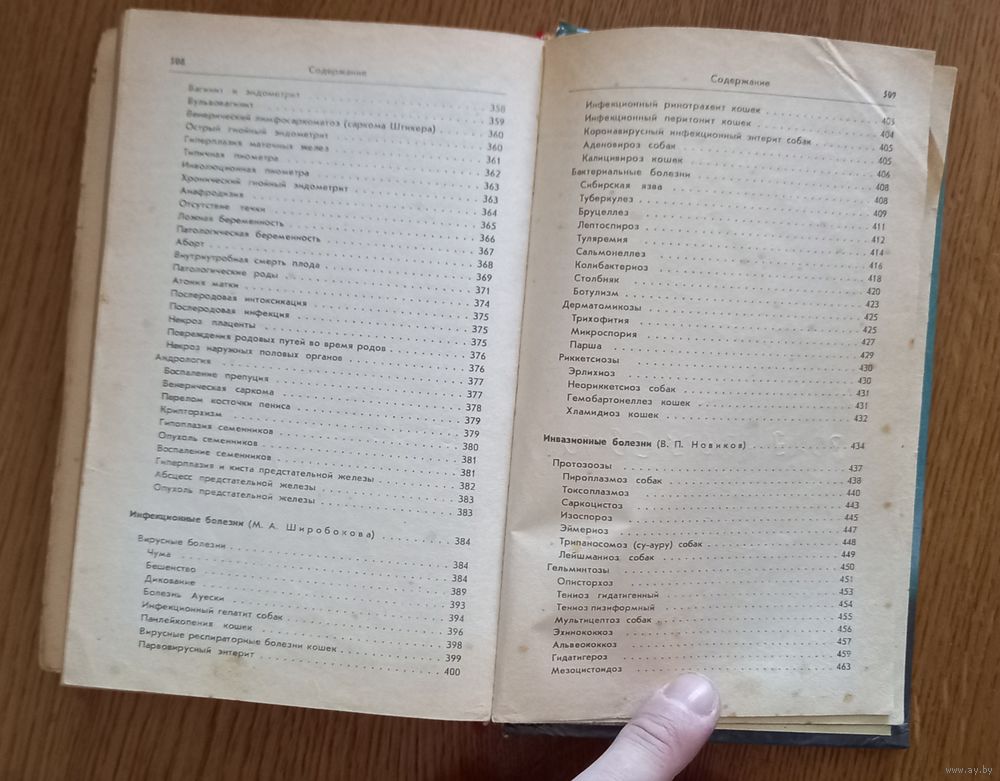 508
Содержание
Вагинит и эндометрит 358
Вульвовагинит 359
Венерический лимфосаркоматоз (саркома Штикера) 360
Острый гнойный эндометрит 360
Гиперплазия маточных желез 361
Типичная пиометра 362
Инволюционная пиометра 363
Хронический гнойный эндометрит 363
Анафродизия 364
Отсутствие течки 365
Ложная беременность 366
Патологическая беременность 367
Аборт 368
Внутриутробная смерть плода 369
Патологические роды 371
Атония матки 374
Послеродовая интоксикация 375
Послеродовая инфекция 375
Некроз плаценты 375
Повреждения родовых путей во время родов 376
Некроз наружных половых органов 376
Андрология 377
Воспаление препуция 377
Венерическая саркома 378
Перелом косточки пениса 379
Крипторхизм 379
Гипоплазия семенников 380
Опухоль семенников 381
Воспаление семенников 381
Гиперплазия и киста предстательной железы 382
Абсцесс предстательной железы 383
Опухоль предстательной железы 383
Инфекционные болезни (М. А. Широбокова) 384
Вирусные болезни 384
Чума 384
Бешенство 389
Дикование 393
Болезнь Ауески 394
Инфекционный гепатит собак 396
Панлейкопения кошек 398
Вирусные респираторные болезни кошек 399
Парвовирусный энтерит 400
Содержание
509
Инфекционный ринотрахеит кошек 403
Инфекционный перитонит кошек 404
Коронавирусный инфекционный энтерит собак 405
Аденовироз собак 405
Калицивироз кошек 406
Бактериальные болезни 408
Сибирская язва 408
Туберкулез 409
Бруцеллез 411
Лептоспироз 412
Туляремия 414
Сальмонеллез 416
Колибактериоз 418
Столбняк 420
Ботулизм 423
Дерматомикозы 425
Трихофития 425
Микроспория 427
Парша 429
Риккетсиозы 430
Эрлихиоз 430
Неориккетсиоз собак 431
Гемобартонеллез кошек 431
Хламидиоз кошек 432
Инвазионные болезни (В. П. Новиков) 434
Протозоозы 437
Пироплазмоз собак 438
Токсоплазмоз 440
Саркоцистоз 443
Изоспороз 445
Эймериоз 447
Трипаносомоз (су-ауру) собак 448
Лейшманиоз собак 449
Гельминтозы 450
Описторхоз 451
Тениоз гидатигенный 453
Тениоз пизиформный 454
Мультицептоз собак 455
Эхинококкоз 456
Альвеококкоз 457
Гидатигероз 459
Мезоцистоидоз 463
www.ay.by